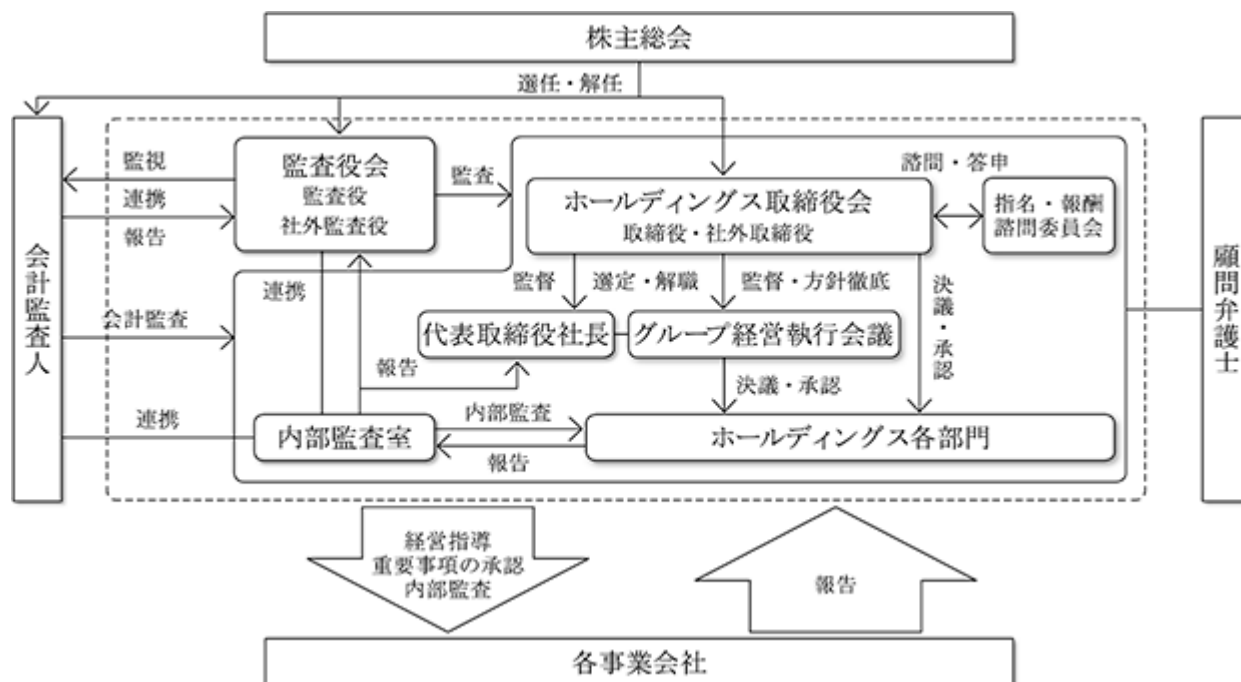 株主総会
選任・解任
会計監査人
監視
連携
報告
会計監査
連携
監査役会
監査役
社外監査役
監査
ホールディングス取締役会
取締役・社外取締役
諮問・答申
指名・報酬
諮問委員会
顧問弁護士
連携
監督
選定・解職
監督・方針徹底
決議・承認
代表取締役社長
グループ経営執行会議
報告
決議・承認
内部監査室
内部監査
報告
ホールディングス各部門
経営指導
重要事項の承認
内部監査
報告
各事業会社